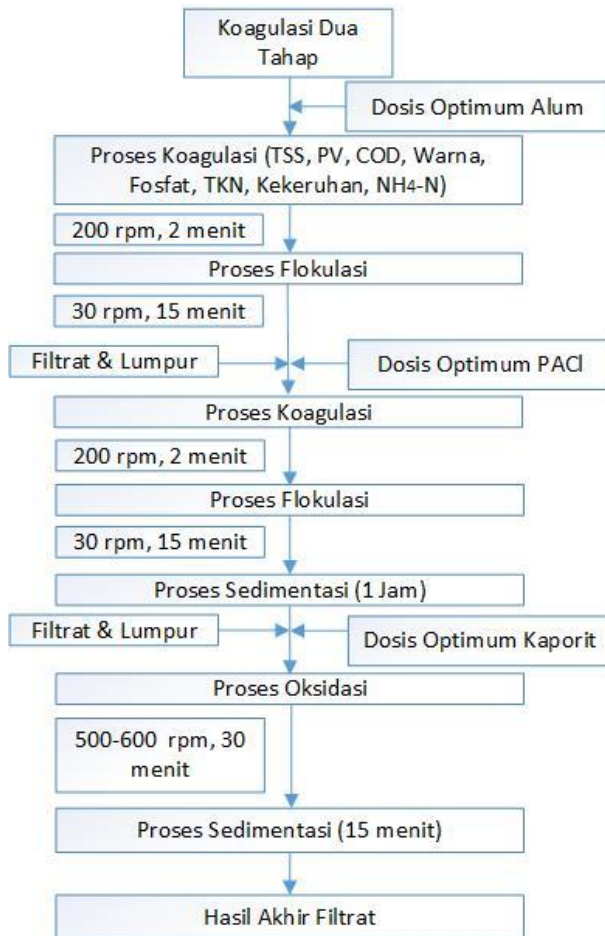 Koagulasi Dua
Tahap
Dosis Optimum Alum
Proses Koagulasi (TSS, PV, COD, Warna,
Fosfat, TKN, Kekeruhan, NH4-N)
200 rpm, 2 menit
Proses Flokulasi
30 rpm, 15 menit
Filtrat & Lumpur
Dosis Optimum PACl
Proses Koagulasi
200 rpm, 2 menit
Proses Flokulasi
30 rpm, 15 menit
Proses Sedimentasi (1 Jam)
Filtrat & Lumpur
Dosis Optimum Kaporit
Proses Oksidasi
500-600 rpm, 30
menit
Proses Sedimentasi (15 menit)
Hasil Akhir Filtrat